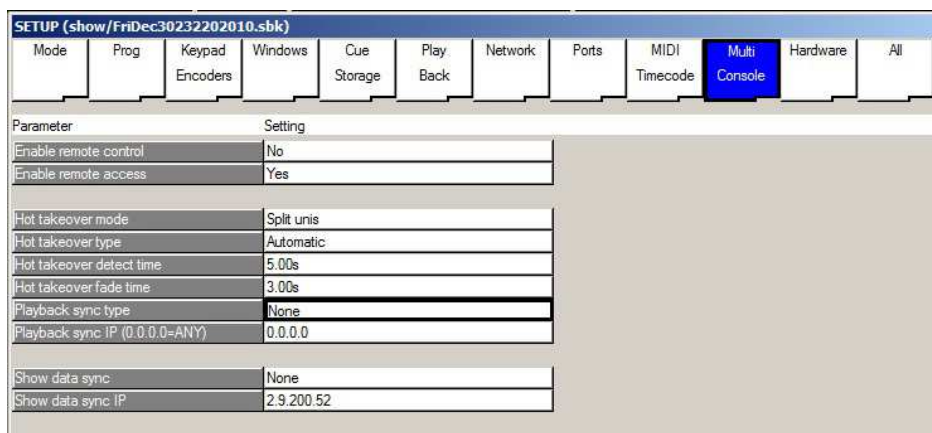 SETUP (show/FriDec30232202010.sbk)
Mode Prog Keypad Encoders Windows Cue Storage Play Back Network Ports MIDI Timecode Multi Console Hardware All
Parameter Setting
Enable remote control No
Enable remote access Yes
Hot takeover mode Split unis
Hot takeover type Automatic
Hot takeover detect time 5.00s
Hot takeover fade time 3.00s
Playback sync type None
Playback sync IP (0.0.0.0=ANY) 0.0.0.0
Show data sync None
Show data sync IP 2.9.200.52